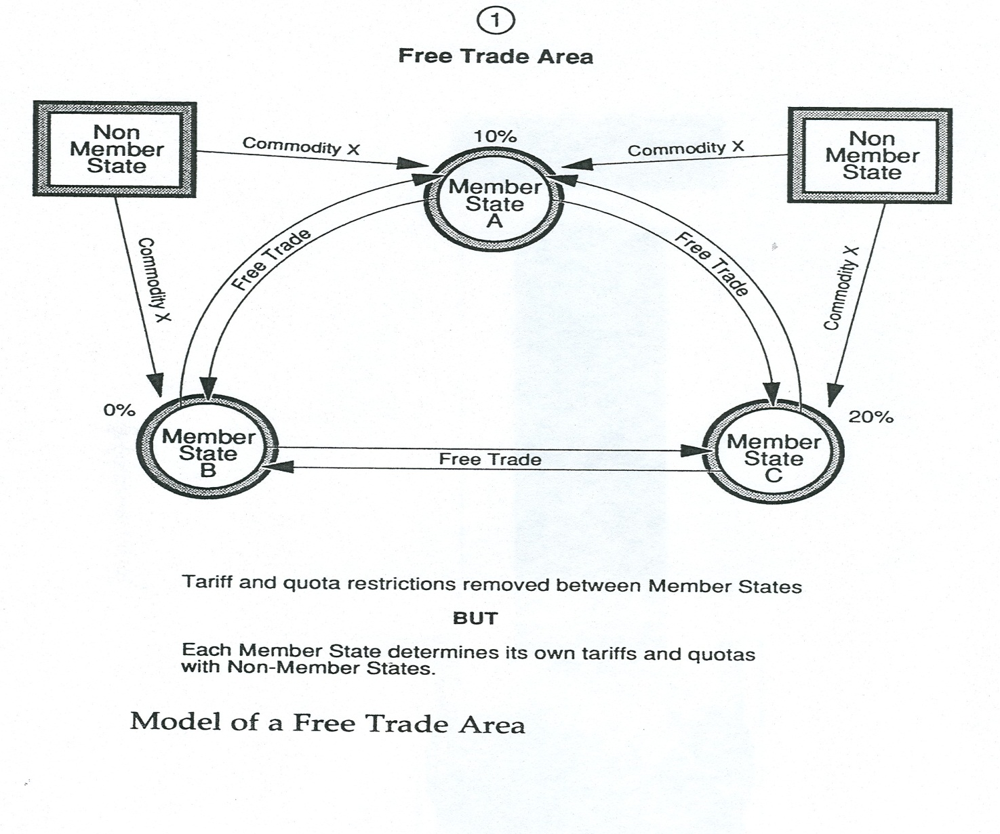 1
Free Trade Area
Non
Member
State
Commodity X
10%
Commodity X
Non
Member
State
Member
State
A
Commodity X
Free Trade
Free Trade
Commodity X
0%
Member
State
B
Free Trade
20%
Member
State
C
Tariff and quota restrictions removed between Member States
BUT
Each Member State determines its own tariffs and quotas
with Non-Member States.
Model of a Free Trade Area